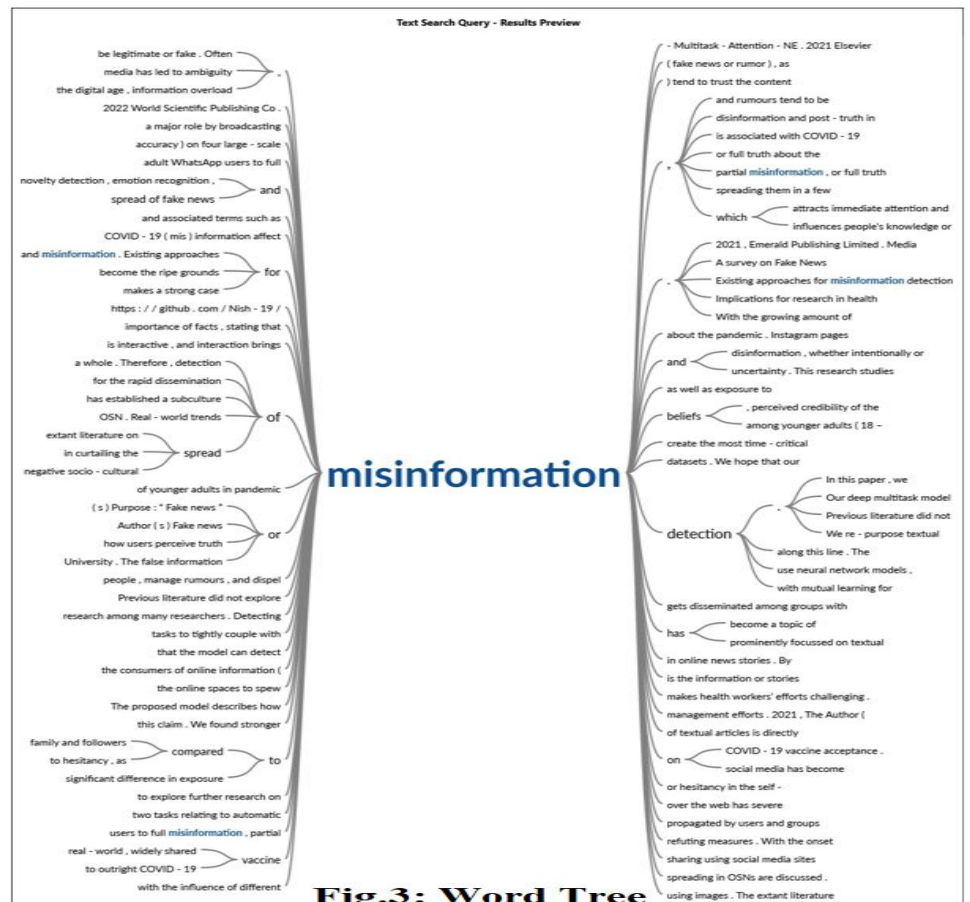 Text Search Query - Results Preview
be legitimate or fake . Often
media has led to ambiguity
the digital age , information overload
.
2022 World Scientific Publishing Co .
a major role by broadcasting
accuracy ) on four large - scale
adult WhatsApp users to full
novelty detection , emotion recognition ,
spread of fake news
and
and associated terms such as
COVID - 19 ( mis ) information affect
and misinformation . Existing approaches
become the ripe grounds
makes a strong case
for
https : / / github . com / Nish - 19 /
importance of facts , stating that
is interactive , and interaction brings
a whole . Therefore , detection
for the rapid dissemination
has established a subculture
OSN . Real - world trends
extant literature on
in curtailing the
negative socio - cultural
spread
of
of younger adults in pandemic
( s ) Purpose : " Fake news "
Author ( s ) Fake news
how users perceive truth
University . The false information
or
people , manage rumours , and dispel
Previous literature did not explore
research among many researchers . Detecting
tasks to tightly couple with
that the model can detect
the consumers of online information (
the online spaces to spew
The proposed model describes how
this claim . We found stronger
family and followers
to hesitancy , as
compared
significant difference in exposure
to
to explore further research on
two tasks relating to automatic
users to full misinformation , partial
real - world , widely shared
to outright COVID - 19
vaccine
with the influence of different
misinformation
- Multitask - Attention - NE . 2021 Elsevier
( fake news or rumor ) , as
) tend to trust the content
,
and rumours tend to be
disinformation and post - truth in
is associated with COVID - 19
or full truth about the
partial misinformation , or full truth
spreading them in a few
which
attracts immediate attention and
influences people's knowledge or
.
2021 , Emerald Publishing Limited . Media
A survey on Fake News
Existing approaches for misinformation detection
Implications for research in health
With the growing amount of
about the pandemic . Instagram pages
and
disinformation , whether intentionally or
uncertainty . This research studies
as well as exposure to
beliefs
, perceived credibility of the
among younger adults ( 18 –
create the most time - critical
datasets . We hope that our
detection
.
In this paper , we
Our deep multitask model
Previous literature did not
We re - purpose textual
along this line . The
use neural network models ,
with mutual learning for
gets disseminated among groups with
has
become a topic of
prominently focussed on textual
in online news stories . By
is the information or stories
makes health workers' efforts challenging .
management efforts . 2021 , The Author (
of textual articles is directly
on
COVID - 19 vaccine acceptance .
social media has become
or hesitancy in the self -
over the web has severe
propagated by users and groups
refuting measures . With the onset
sharing using social media sites
spreading in OSNs are discussed .
using images . The extant literature
Fig.3: Word Tree